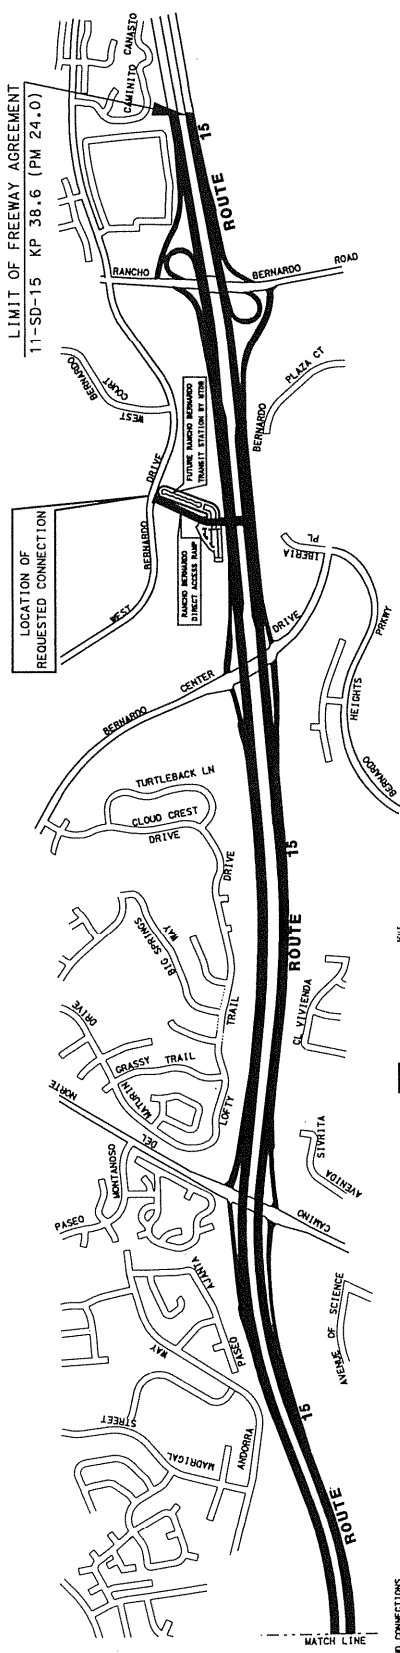 LIMIT OF FREEWAY AGREEMENT
11-SD-15 KP 38.6 (PM 24.0)
CAMINITO CANASTO
ROUTE 15
RANCHO BERNARDO ROAD
WEST BERNARDO COURT
BERNARDO PLAZA CT
LOCATION OF
REQUESTED CONNECTION
FUTURE RANCHO BERNARDO
TRANSIT STATION BY MTDB
RANCHO BERNARDO
DIRECT ACCESS RAMP
WEST BERNARDO DRIVE
IBERIA PL
BERNARDO CENTER DRIVE
BERNARDO HEIGHTS PRKWY
TURTLEBACK LN
CLOUD CREST
DRIVE
ROUTE 15
BIG SPRINGS WAY
LOFTY TRAIL DRIVE
CL VIVIENDA
GRASSY TRAIL
MATURIN DRIVE
CAMINO DEL NORTE
AVENIDA SIVRITA
PASEO MONTANOSO
PASEO AJANTA
AVENUE OF SCIENCE
ANDORRA WAY
MADRIGAL STREET
ROUTE 15
MATCH LINE
CONNECTIONS